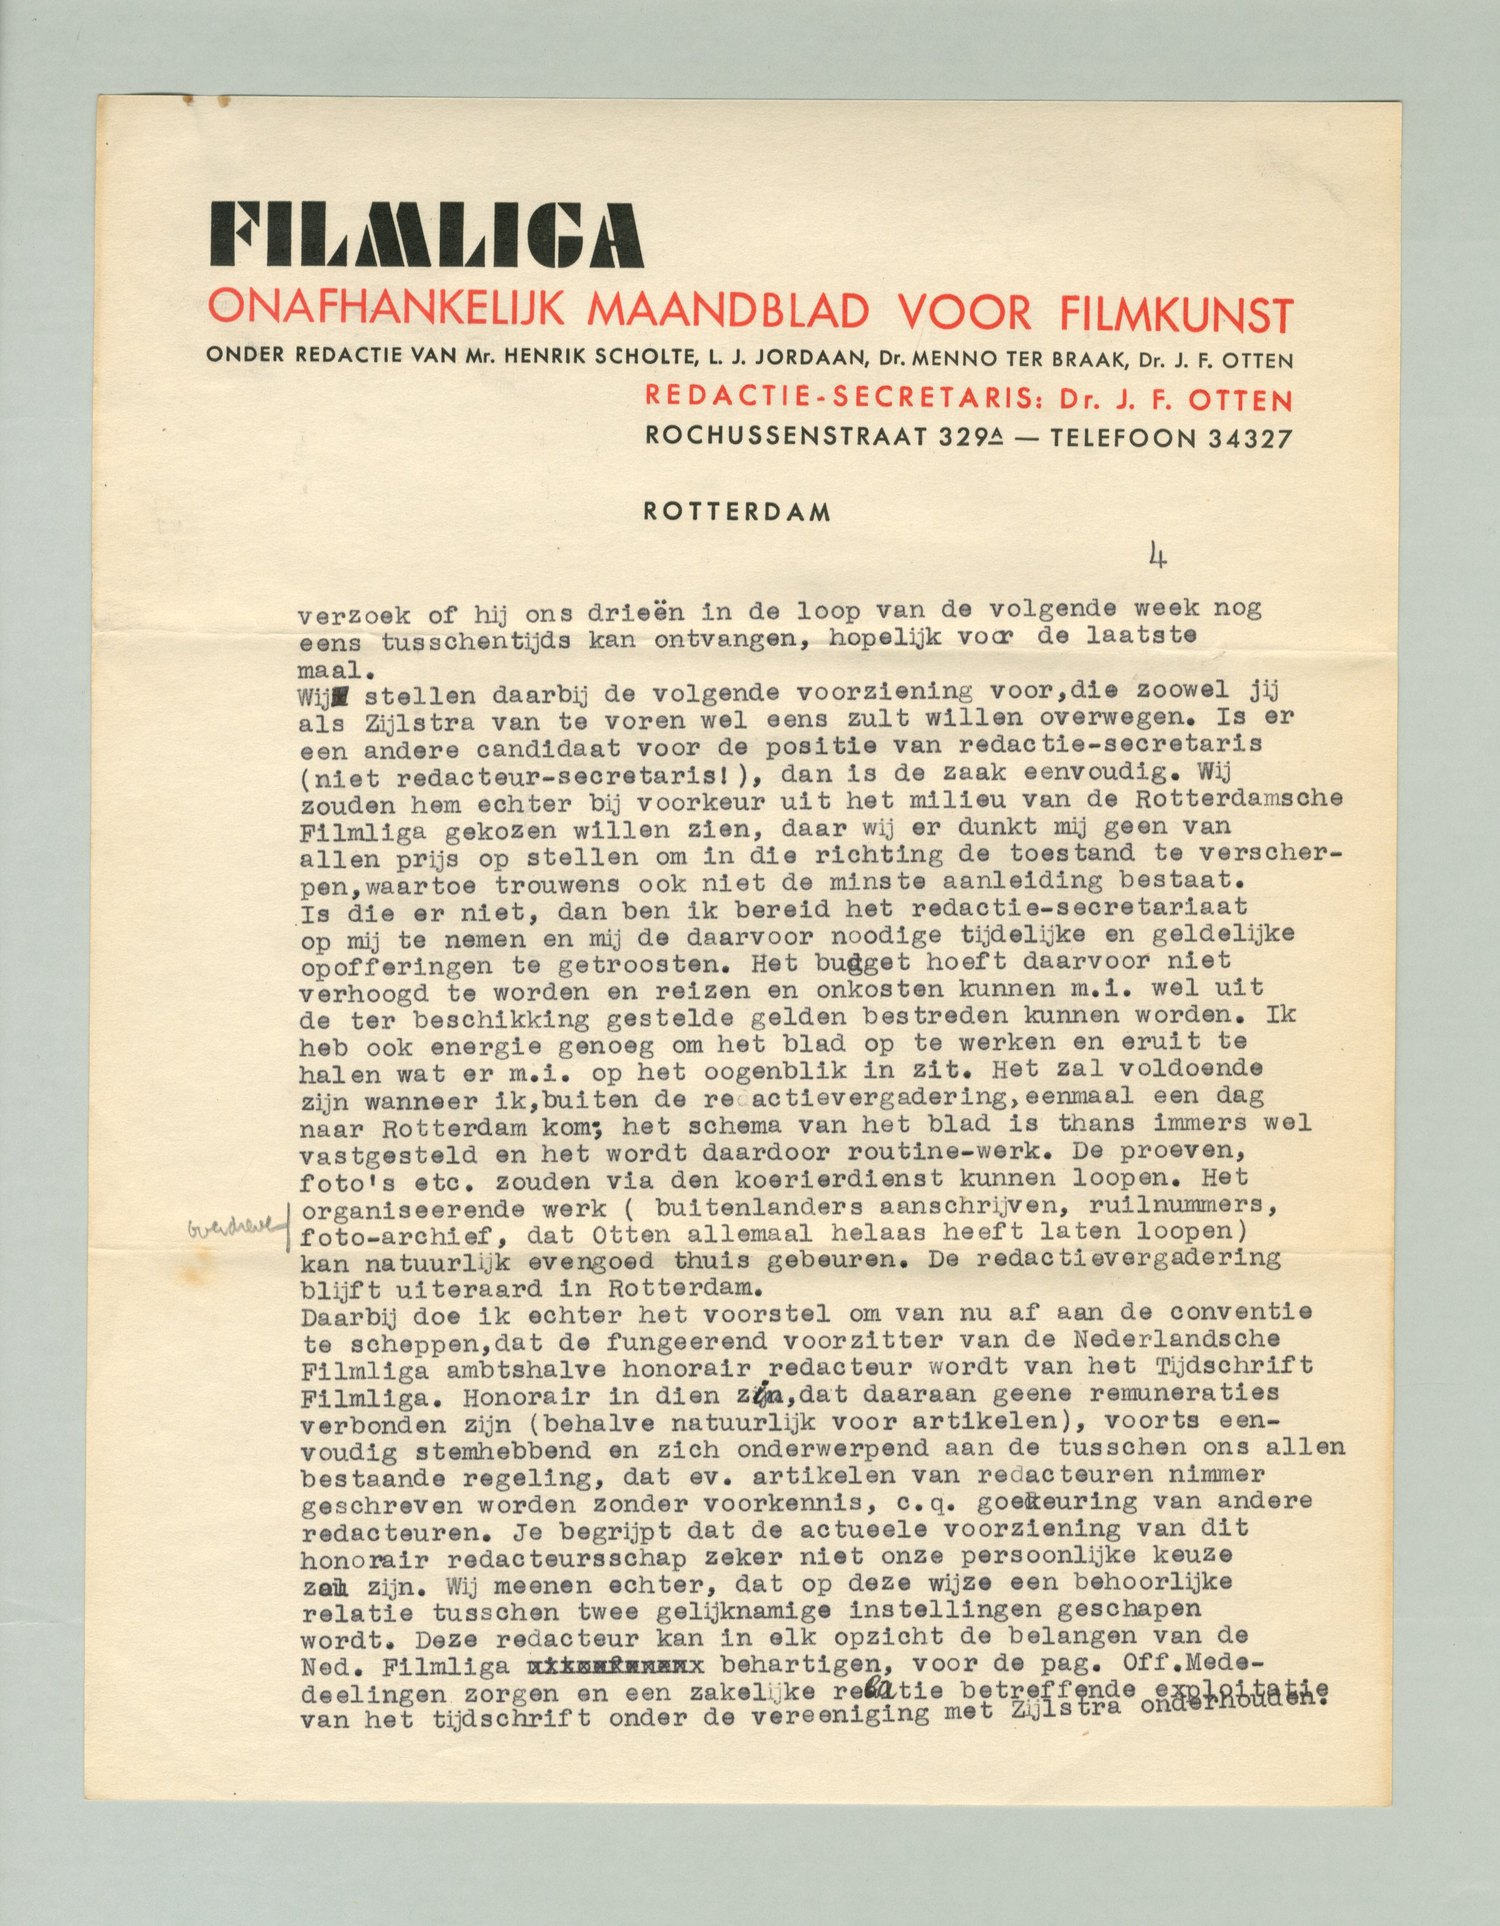 FILMLIGA
ONAFHANKELIJK MAANDBLAD VOOR FILMKUNST
ONDER REDACTIE VAN Mr. HENRIK SCHOLTE, L. J. JORDAAN, Dr. MENNO TER BRAAK, Dr. J. F. OTTEN
REDACTIE-SECRETARIS: Dr. J. F. OTTEN
ROCHUSSENSTRAAT 329A — TELEFOON 34327
ROTTERDAM
4
verzoek of hij ons drieën in de loop van de volgende week nog
eens tusschentijds kan ontvangen, hopelijk voor de laatste
maal.
Wij stellen daarbij de volgende voorziening voor,die zoowel jij
als Zijlstra van te voren wel eens zult willen overwegen. Is er
een andere candidaat voor de positie van redactie-secretaris
(niet redacteur-secretaris!), dan is de zaak eenvoudig. Wij
zouden hem echter bij voorkeur uit het milieu van de Rotterdamsche
Filmliga gekozen willen zien, daar wij er dunkt mij geen van
allen prijs op stellen om in die richting de toestand te verscher-
pen,waartoe trouwens ook niet de minste aanleiding bestaat.
Is die er niet, dan ben ik bereid het redactie-secretariaat
op mij te nemen en mij de daarvoor noodige tijdelijke en geldelijke
opofferingen te getroosten. Het budget hoeft daarvoor niet
verhoogd te worden en reizen en onkosten kunnen m.i. wel uit
de ter beschikking gestelde gelden bestreden kunnen worden. Ik
heb ook energie genoeg om het blad op te werken en eruit te
halen wat er m.i. op het oogenblik in zit. Het zal voldoende
zijn wanneer ik,buiten de redactievergadering,eenmaal een dag
naar Rotterdam kom; het schema van het blad is thans immers wel
vastgesteld en het wordt daardoor routine-werk. De proeven,
foto's etc. zouden via den koerierdienst kunnen loopen. Het
organiseerende werk ( buitenlanders aanschrijven, ruilnummers,
overdreven foto-archief, dat Otten allemaal helaas heeft laten loopen)
kan natuurlijk evengoed thuis gebeuren. De redactievergadering
blijft uiteraard in Rotterdam.
Daarbij doe ik echter het voorstel om van nu af aan de conventie
te scheppen,dat de fungeerend voorzitter van de Nederlandsche
Filmliga ambtshalve honorair redacteur wordt van het Tijdschrift
Filmliga. Honorair in dien zin,dat daaraan geene remuneraties
verbonden zijn (behalve natuurlijk voor artikelen), voorts een-
voudig stemhebbend en zich onderwerpend aan de tusschen ons allen
bestaande regeling, dat ev. artikelen van redacteuren nimmer
geschreven worden zonder voorkennis, c.q. goedkeuring van andere
redacteuren. Je begrijpt dat de actueele voorziening van dit
honorair redacteursschap zeker niet onze persoonlijke keuze
zou zijn. Wij meenen echter, dat op deze wijze een behoorlijke
relatie tusschen twee gelijknamige instellingen geschapen
wordt. Deze redacteur kan in elk opzicht de belangen van de
Ned. Filmliga behartigen, voor de pag. Off.Mede-
deelingen zorgen en een zakelijke relatie betreffende exploitatie
van het tijdschrift onder de vereeniging met Zijlstra onderhouden.